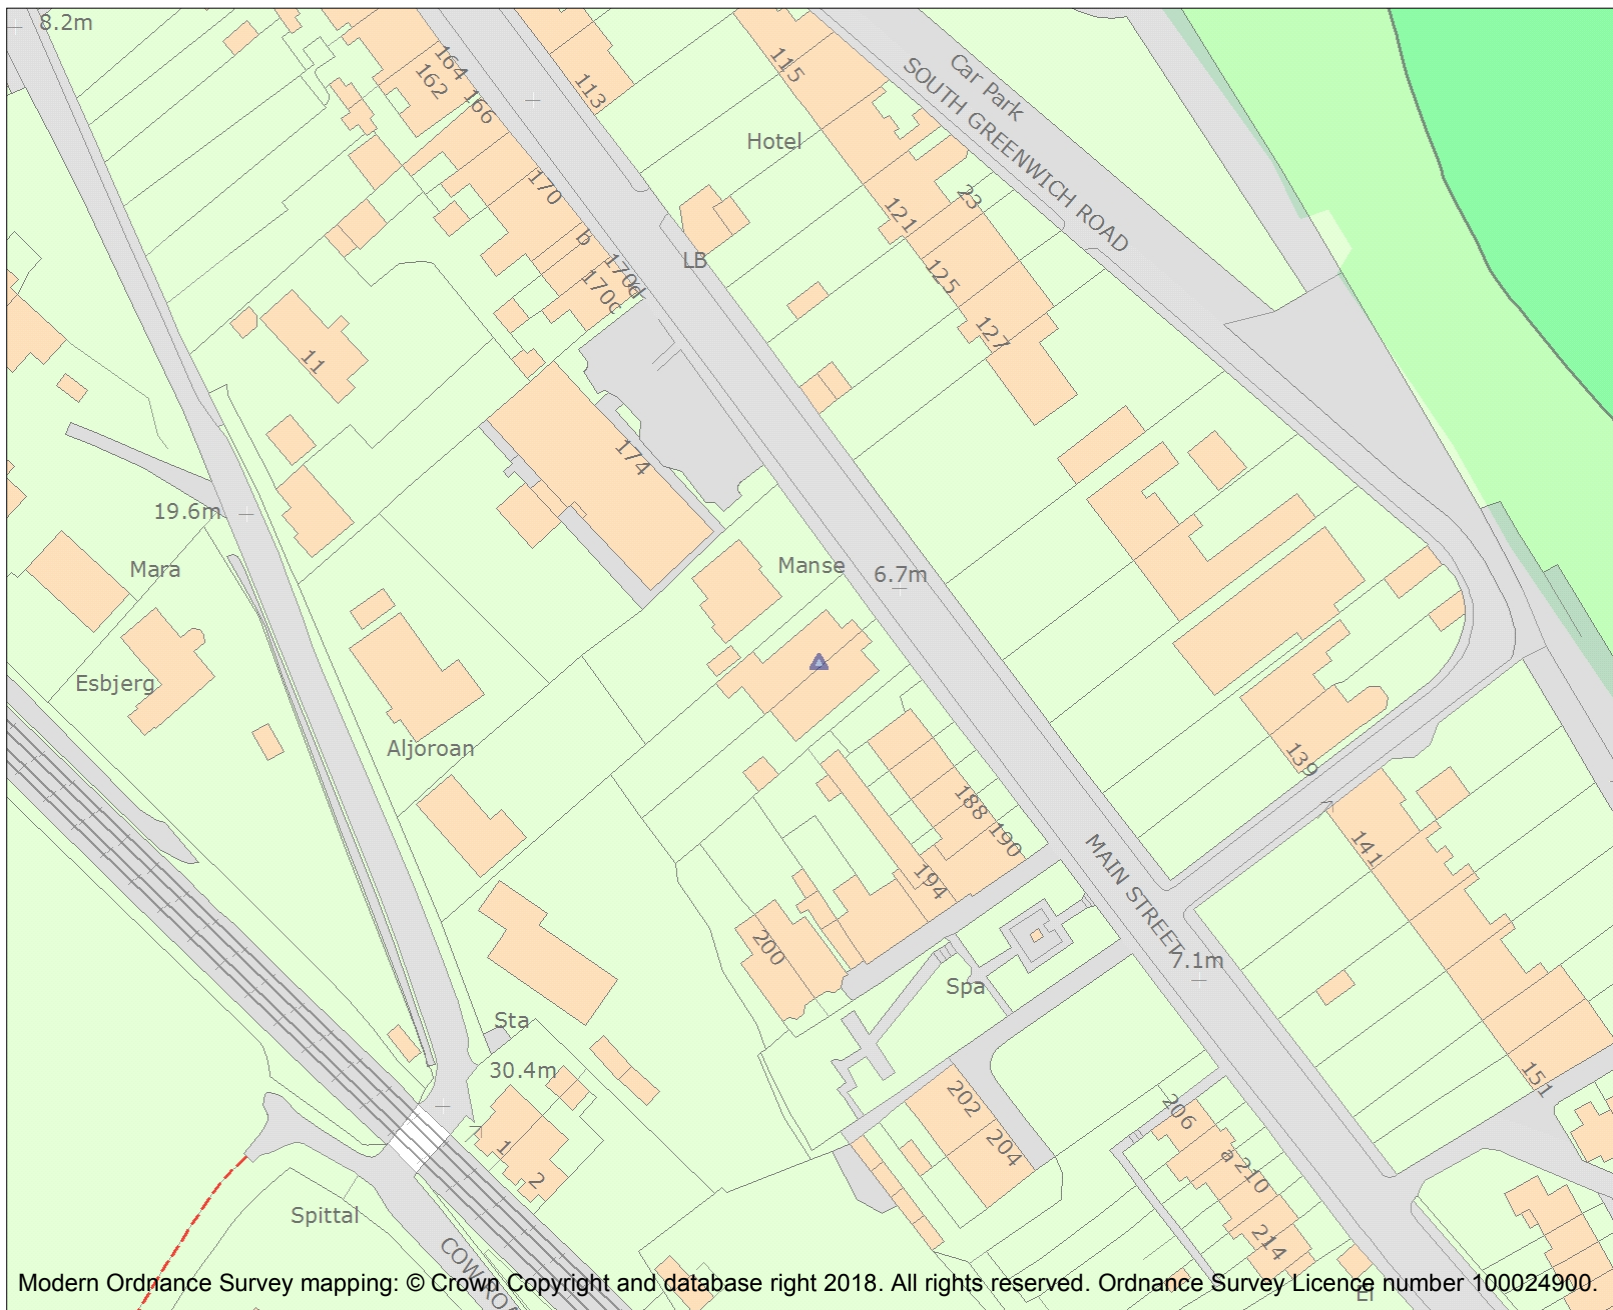 8.2m
164
162
166
113
115
Car Park
SOUTH GREENWICH ROAD
Hotel
170
b
170d
170c
LB
121
23
125
127
11
174
19.6m
Mara
Manse
6.7m
Esbjerg
Aljoroan
139
188
190
MAIN STREET
141
194
200
7.1m
Spa
Sta
30.4m
202
204
206
a
210
214
151
1
2
Spittal
COW ROA
El
Modern Ordnance Survey mapping: © Crown Copyright and database right 2018. All rights reserved. Ordnance Survey Licence number 100024900.